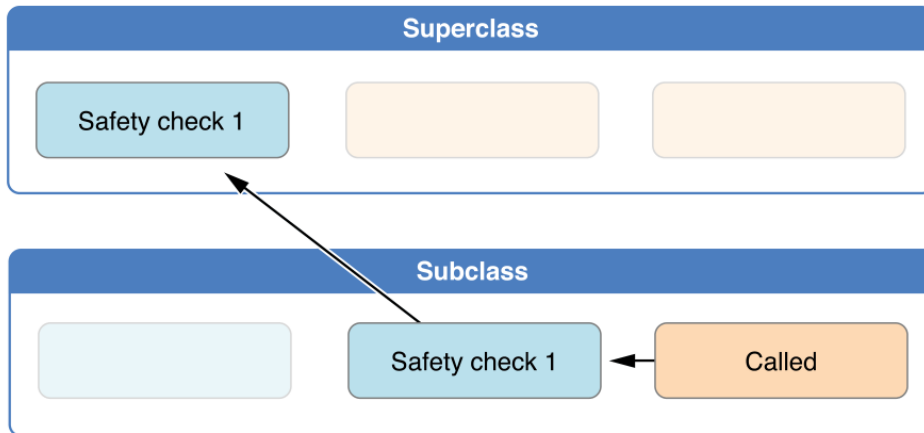 Superclass
Safety check 1
Subclass
Safety check 1
Called